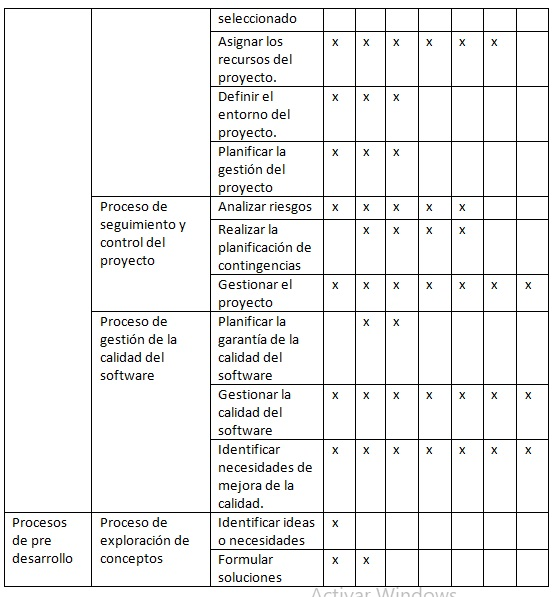 seleccionado
Asignar los x x x x x x
recursos del
proyecto.
Definir el x x x
entorno del
proyecto.
Planificar la x x x
gestión del
proyecto
Proceso de Analizar riesgos x x x x x
seguimiento y Realizar la x x x x
control del planificación de
proyecto contingencias
Gestionar el x x x x x x x
proyecto
Proceso de Planificar la x x
gestión de la garantía de la
calidad del calidad del
software software
Gestionar la x x x x x x x
calidad del
software
Identificar x x x x x x x
necesidades de
mejora de la
calidad.
Procesos Proceso de Identificar ideas x
de pre exploración de o necesidades
desarrollo conceptos Formular x x
soluciones
Activar Windows